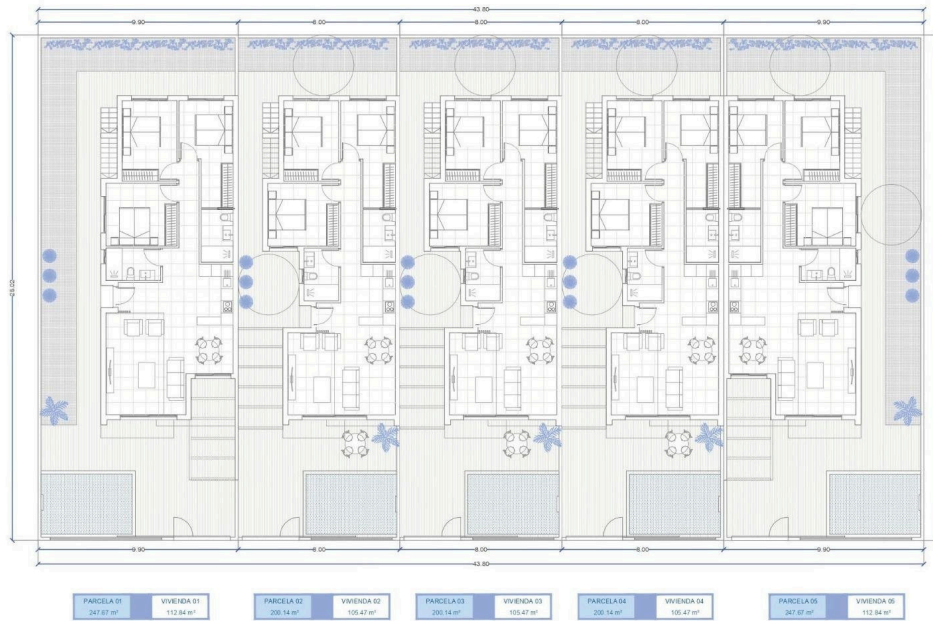 43.80
9.90 8.00 8.00 8.00 9.90
9.90 8.00 8.00 8.00 9.90
43.80
PARCELA 01 VIVIENDA 01
247.67 m² 112.84 m²
PARCELA 02 VIVIENDA 02
200.14 m² 105.47 m²
PARCELA 03 VIVIENDA 03
200.14 m² 105.47 m²
PARCELA 04 VIVIENDA 04
200.14 m² 105.47 m²
PARCELA 05 VIVIENDA 05
247.67 m² 112.84 m²